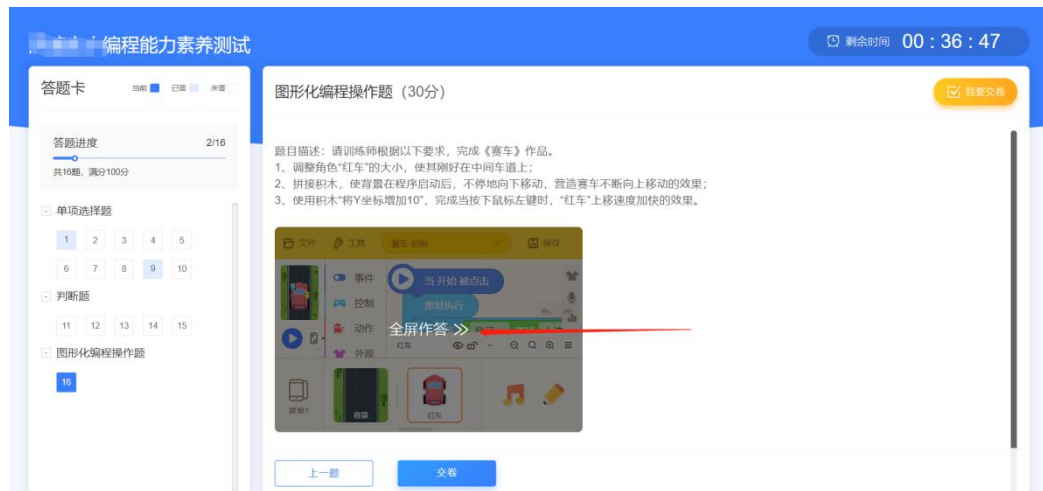 编程能力素养测试
剩余时间 00 : 36 : 47
答题卡 当前 已答 未答
答题进度 2/16
共16题，满分100分
单项选择题
1 2 3 4 5
6 7 8 9 10
判断题
11 12 13 14 15
图形化编程操作题
16
图形化编程操作题（30分）
我要交卷
题目描述：请训练师根据以下要求，完成《赛车》作品。
1、调整角色“红车”的大小，使其刚好在中间车道上；
2、拼接积木，使背景在程序启动后，不停地向下移动，营造赛车不断向上移动的效果；
3、使用积木“将Y坐标增加10”，完成当按下鼠标左键时，“红车”上移速度加快的效果。
文件 工具 赛车 初始 保存
事件 当 开始 被点击
控制 重复执行
动作
全屏作答
外观
红车
屏幕1 背景 红车
上一题 交卷